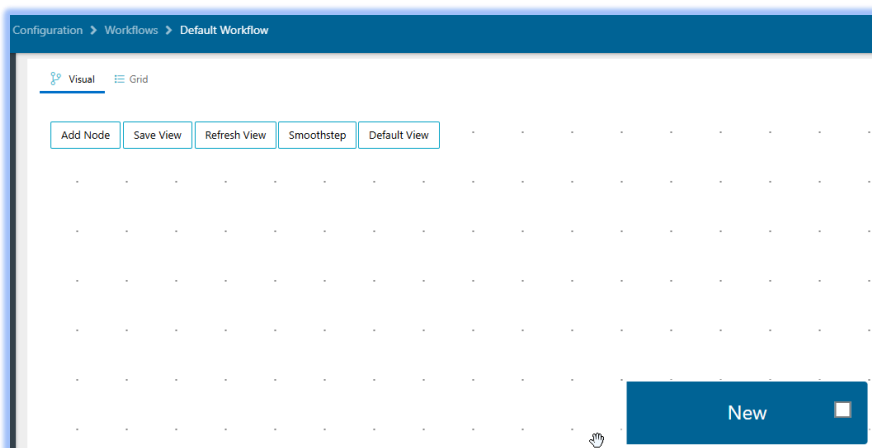 Configuration > Workflows > Default Workflow
Visual Grid
Add Node Save View Refresh View Smoothstep Default View
New